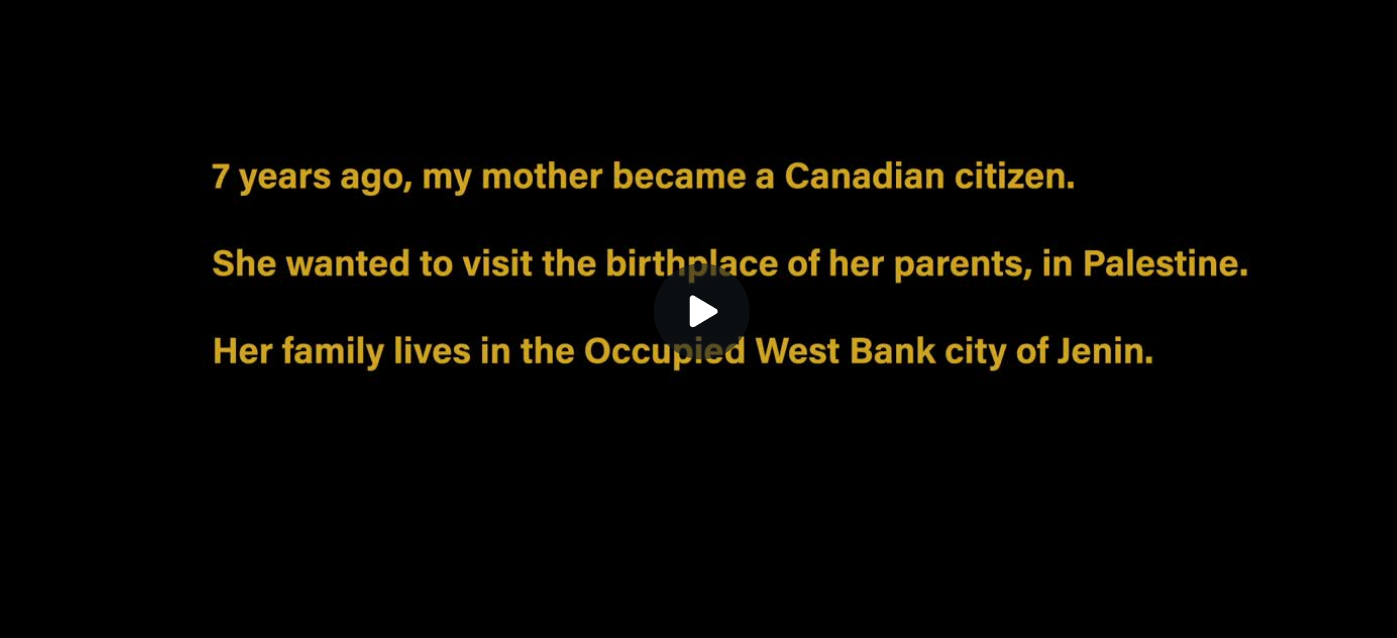 7 years ago, my mother became a Canadian citizen.
She wanted to visit the birthplace of her parents, in Palestine.
Her family lives in the Occupied West Bank city of Jenin.